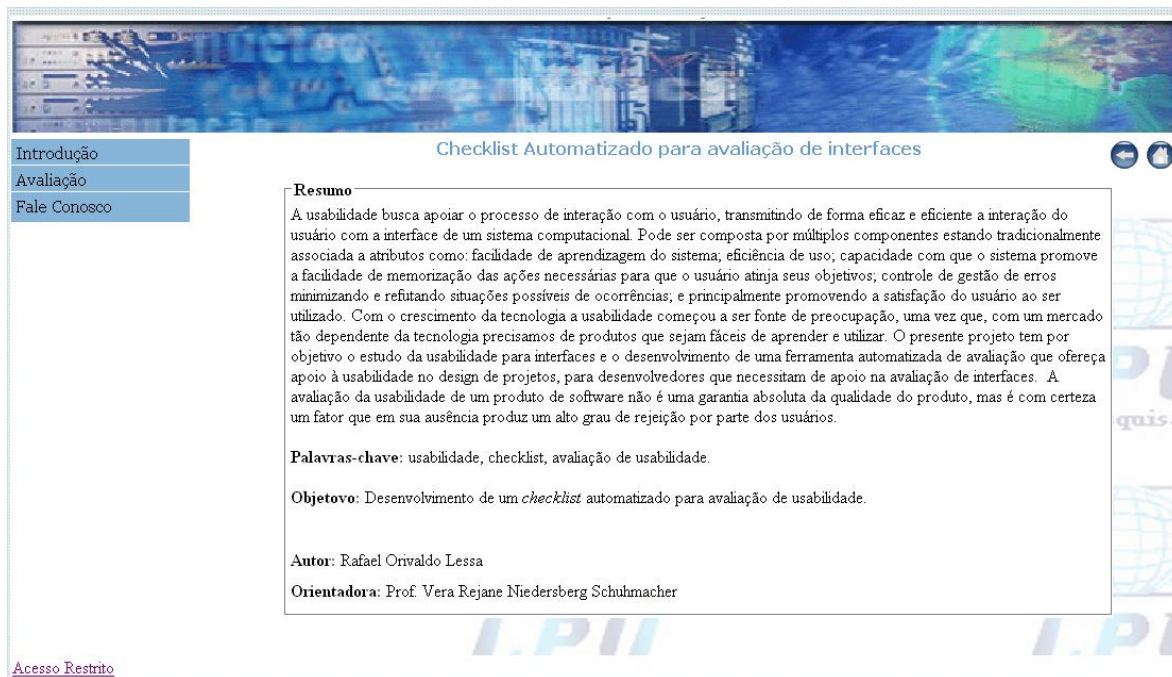 nucleo
Introdução
Avaliação
Fale Conosco
Checklist Automatizado para avaliação de interfaces
Resumo
A usabilidade busca apoiar o processo de interação com o usuário, transmitindo de forma eficaz e eficiente a interação do
usuário com a interface de um sistema computacional. Pode ser composta por múltiplos componentes estando tradicionalmente
associada a atributos como: facilidade de aprendizagem do sistema; eficiência de uso; capacidade com que o sistema promove
a facilidade de memorização das ações necessárias para que o usuário atinja seus objetivos; controle de gestão de erros
minimizando e refutando situações possíveis de ocorrências; e principalmente promovendo a satisfação do usuário ao ser
utilizado. Com o crescimento da tecnologia a usabilidade começou a ser fonte de preocupação, uma vez que, com um mercado
tão dependente da tecnologia precisamos de produtos que sejam fáceis de aprender e utilizar. O presente projeto tem por
objetivo o estudo da usabilidade para interfaces e o desenvolvimento de uma ferramenta automatizada de avaliação que ofereça
apoio à usabilidade no design de projetos, para desenvolvedores que necessitam de apoio na avaliação de interfaces. A
avaliação da usabilidade de um produto de software não é uma garantia absoluta da qualidade do produto, mas é com certeza
um fator que em sua ausência produz um alto grau de rejeição por parte dos usuários.
Palavras-chave: usabilidade, checklist, avaliação de usabilidade.
Objetovo: Desenvolvimento de um checklist automatizado para avaliação de usabilidade.
Autor: Rafael Orivaldo Lessa
Orientadora: Prof. Vera Rejane Niedersberg Schuhmacher
Acesso Restrito